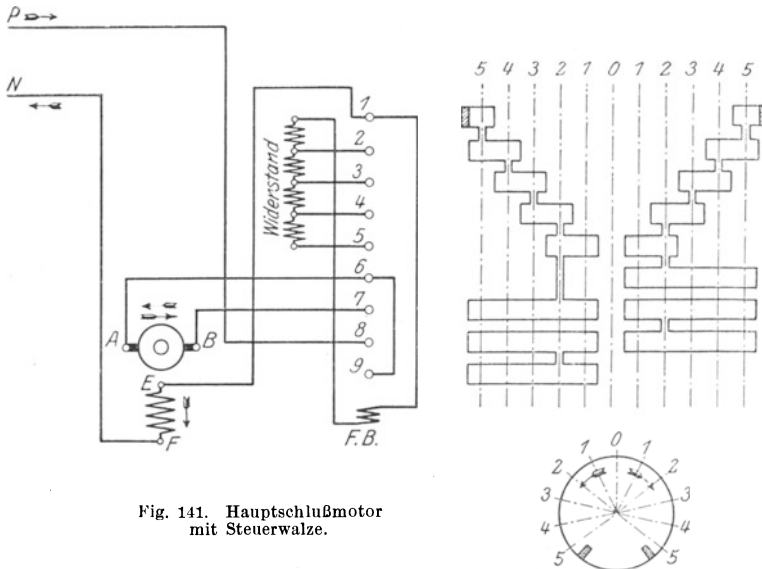 P
N
Widerstand
1
2
3
4
5
6
7
8
9
A
B
E
F
F.B.
5 4 3 2 1 0 1 2 3 4 5
0
1 1
2 2
3 3
4 4
5 5
Fig. 141. Hauptschlußmotor
mit Steuerwalze.